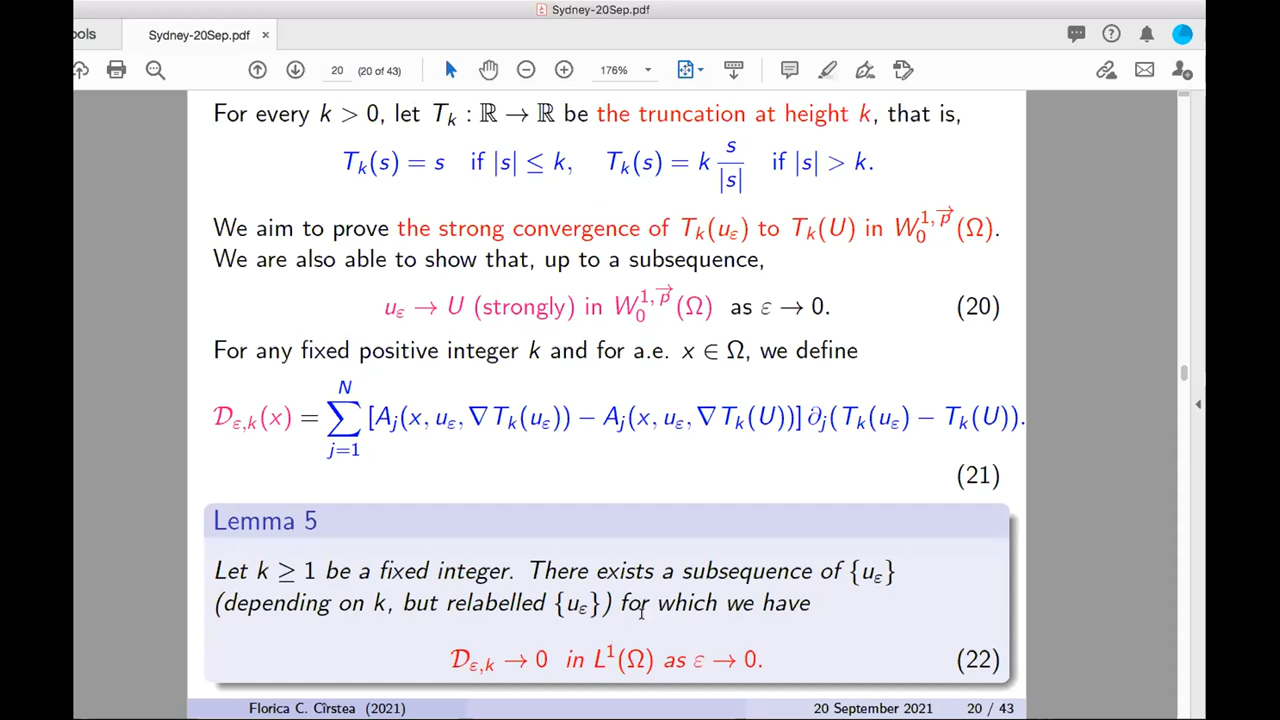 Sydney-20Sep.pdf
ools
Sydney-20Sep.pdf ×
20 (20 of 43)
176%
For every k > 0, let T_k : ℝ → ℝ be the truncation at height k, that is,
T_k(s) = s if |s| ≤ k, T_k(s) = k s/|s| if |s| > k.
We aim to prove the strong convergence of T_k(u_ε) to T_k(U) in W_0^{1,p⃗}(Ω).
We are also able to show that, up to a subsequence,
u_ε → U (strongly) in W_0^{1,p⃗}(Ω) as ε → 0. (20)
For any fixed positive integer k and for a.e. x ∈ Ω, we define
𝒟_{ε,k}(x) = ∑_{j=1}^{N} [A_j(x, u_ε, ∇T_k(u_ε)) − A_j(x, u_ε, ∇T_k(U))] ∂_j(T_k(u_ε) − T_k(U)).
(21)
Lemma 5
Let k ≥ 1 be a fixed integer. There exists a subsequence of {u_ε}
(depending on k, but relabelled {u_ε}) for which we have
𝒟_{ε,k} → 0 in L^1(Ω) as ε → 0. (22)
Florica C. Cîrstea (2021) 20 September 2021 20 / 43